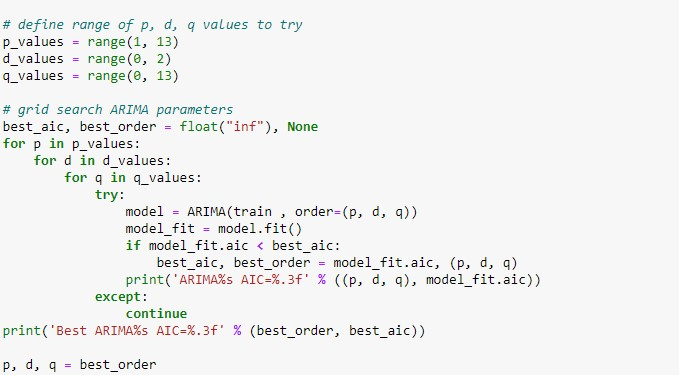 # define range of p, d, q values to try
p_values = range(1, 13)
d_values = range(0, 2)
q_values = range(0, 13)

# grid search ARIMA parameters
best_aic, best_order = float("inf"), None
for p in p_values:
    for d in d_values:
        for q in q_values:
            try:
                model = ARIMA(train , order=(p, d, q))
                model_fit = model.fit()
                if model_fit.aic < best_aic:
                    best_aic, best_order = model_fit.aic, (p, d, q)
                print('ARIMA%s AIC=%.3f' % ((p, d, q), model_fit.aic))
            except:
                continue
print('Best ARIMA%s AIC=%.3f' % (best_order, best_aic))

p, d, q = best_order